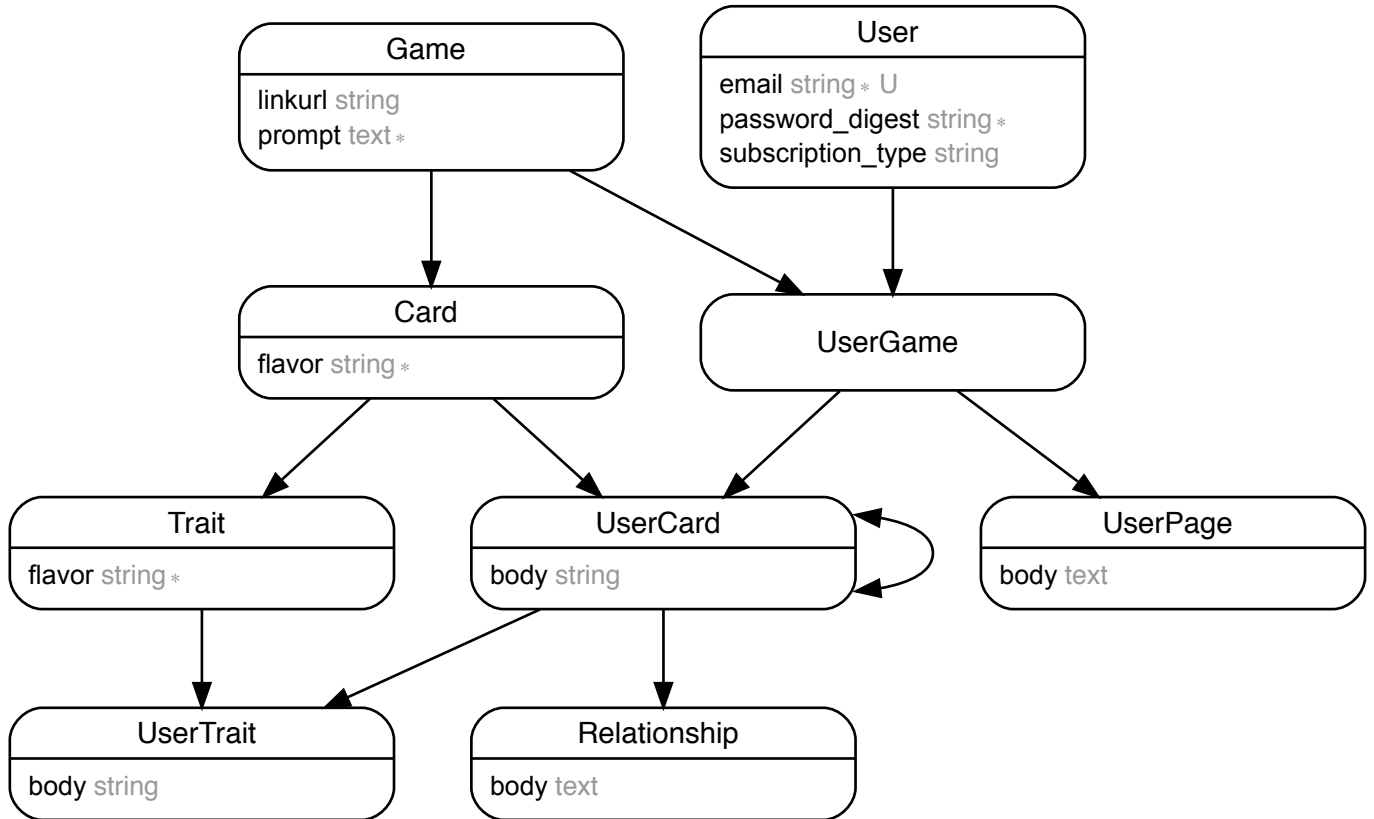 Game
linkurl string
prompt text *
User
email string * U
password_digest string *
subscription_type string
Card
flavor string *
UserGame
Trait
flavor string *
UserCard
body string
UserPage
body text
UserTrait
body string
Relationship
body text